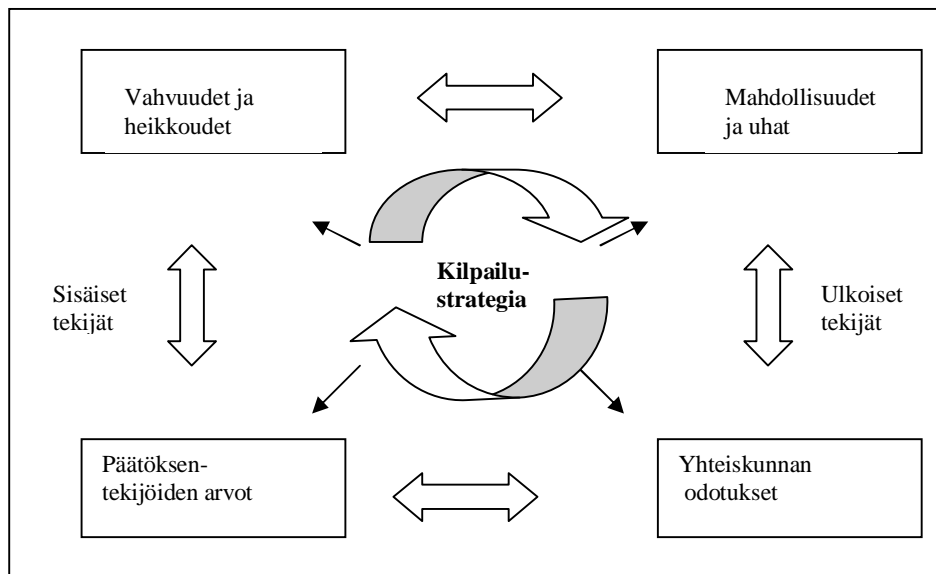 Vahvuudet ja
heikkoudet
Mahdollisuudet
ja uhat
Sisäiset
tekijät
Kilpailu-
strategia
Ulkoiset
tekijät
Päätöksen-
tekijöiden arvot
Yhteiskunnan
odotukset